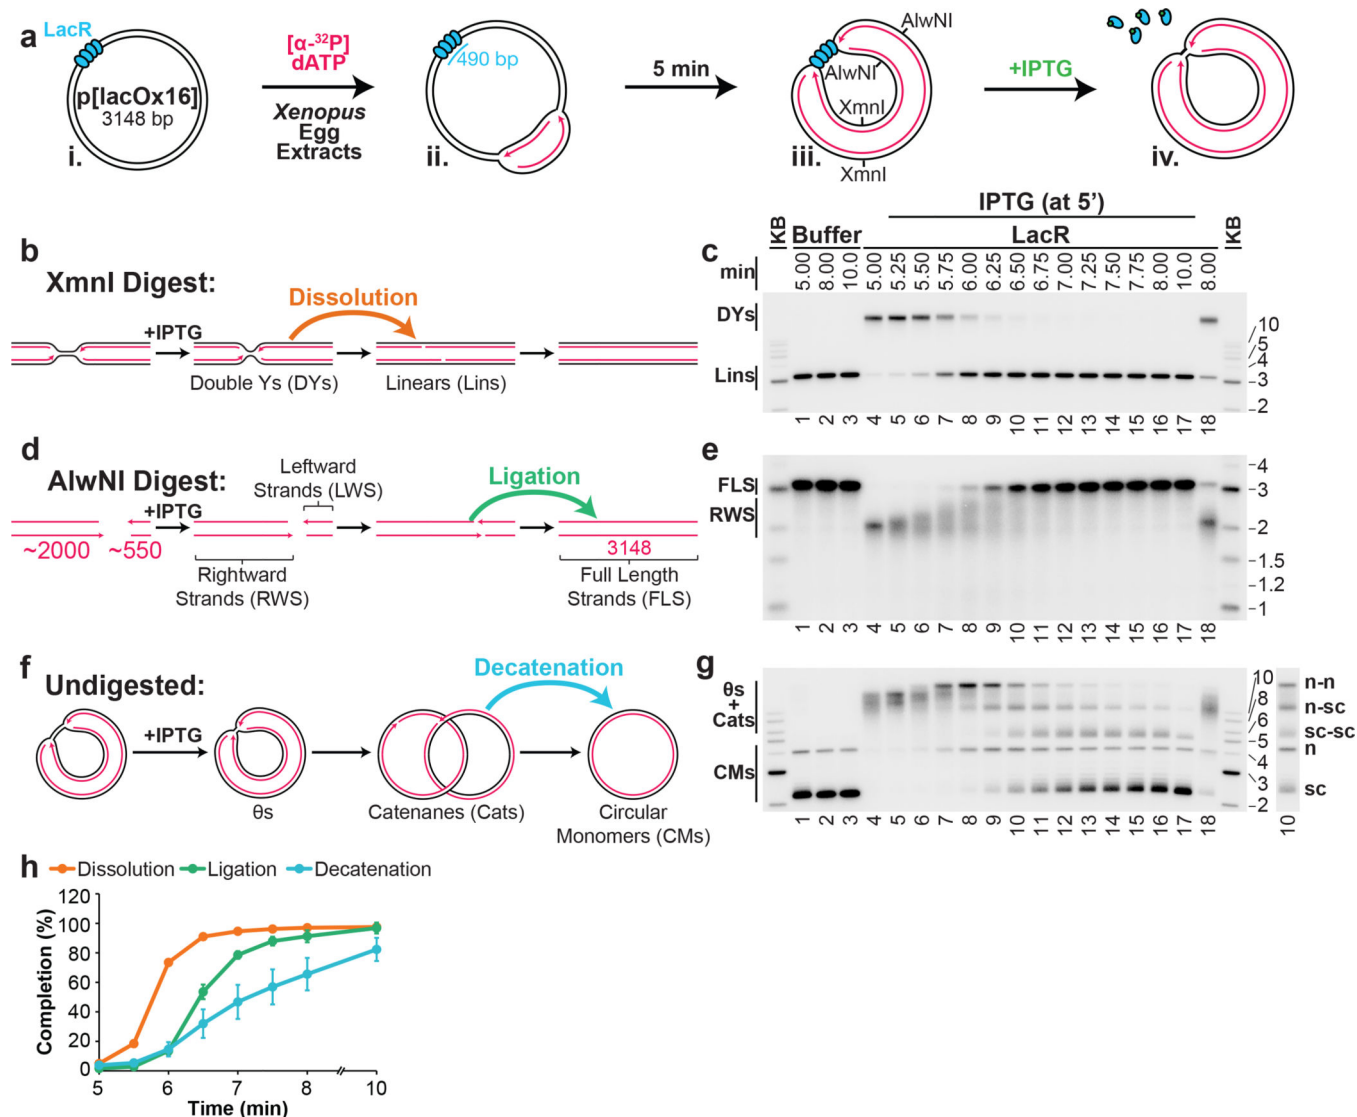 a
LacR
p[lacOx16]
3148 bp
i.
[α-³²P]
dATP
Xenopus
Egg
Extracts
490 bp
ii.
5 min
AlwNI
AlwNI
XmnI
iii.
XmnI
+IPTG
iv.
b
XmnI Digest:
Dissolution
+IPTG
Double Ys (DYs)
Linears (Lins)
c
IPTG (at 5’)
KB
Buffer
LacR
KB
min
5.00
8.00
10.0
5.00
5.25
5.50
5.75
6.00
6.25
6.50
6.75
7.00
7.25
7.50
7.75
8.00
10.0
8.00
DYs
Lins
10
5
4
3
2
1 2 3 4 5 6 7 8 9 10 11 12 13 14 15 16 17 18
d
AlwNI Digest:
Leftward
Strands (LWS)
Ligation
+IPTG
~2000
~550
3148
Rightward
Strands (RWS)
Full Length
Strands (FLS)
e
FLS
RWS
4
3
2
1.5
1.2
1
1 2 3 4 5 6 7 8 9 10 11 12 13 14 15 16 17 18
f
Undigested:
Decatenation
+IPTG
θs
Catenanes (Cats)
Circular
Monomers (CMs)
g
θs
+
Cats
CMs
10
8
6
5
4
3
2
n-n
n-sc
sc-sc
n
sc
1 2 3 4 5 6 7 8 9 10 11 12 13 14 15 16 17 18
10
h
Dissolution
Ligation
Decatenation
Completion (%)
120
100
80
60
40
20
0
5 6 7 8 10
Time (min)